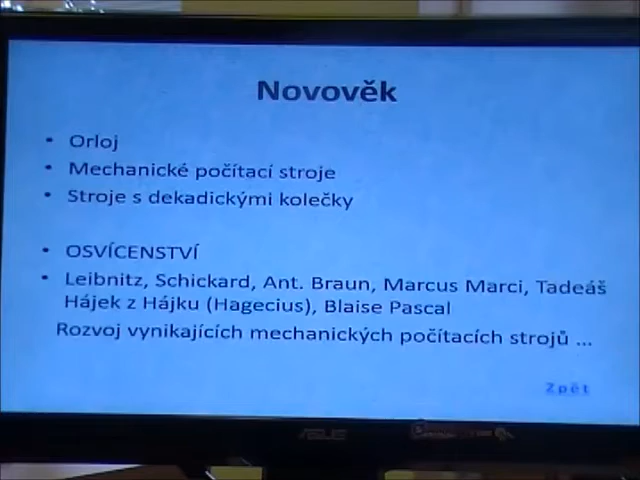 Novověk
• Orloj
• Mechanické počítací stroje
• Stroje s dekadickými kolečky
• OSVÍCENSTVÍ
• Leibnitz, Schickard, Ant. Braun, Marcus Marci, Tadeáš
Hájek z Hájku (Hagecius), Blaise Pascal
Rozvoj vynikajících mechanických počítacích strojů ...
Zpět
ASUS